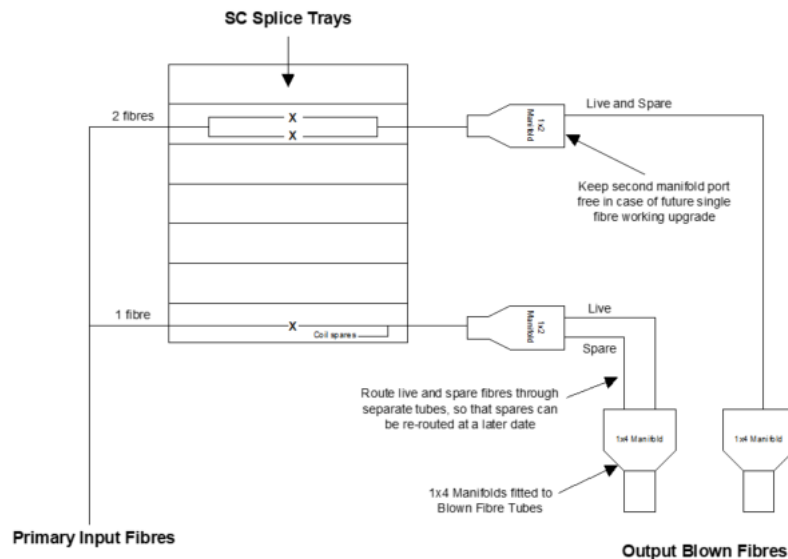 SC Splice Trays
2 fibres
X
X
1x2
Manifold
Live and Spare
Keep second manifold port
free in case of future single
fibre working upgrade
1 fibre
X
Coil spares
1x2
Manifold
Live
Spare
Route live and spare fibres through
separate tubes, so that spares can
be re-routed at a later date
1x4 Manifold
1x4 Manifold
1x4 Manifolds fitted to
Blown Fibre Tubes
Primary Input Fibres
Output Blown Fibres